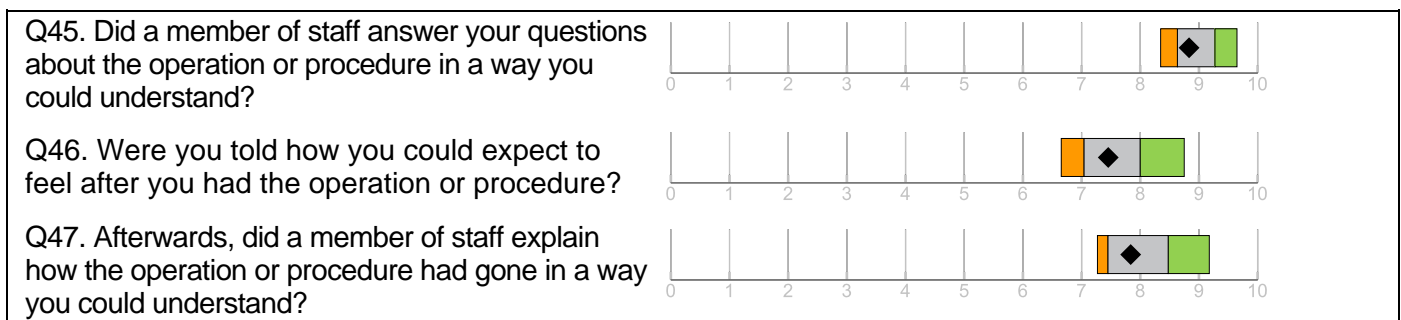 Q45. Did a member of staff answer your questions
about the operation or procedure in a way you
could understand?
0 1 2 3 4 5 6 7 8 9 10
Q46. Were you told how you could expect to
feel after you had the operation or procedure?
0 1 2 3 4 5 6 7 8 9 10
Q47. Afterwards, did a member of staff explain
how the operation or procedure had gone in a way
you could understand?
0 1 2 3 4 5 6 7 8 9 10